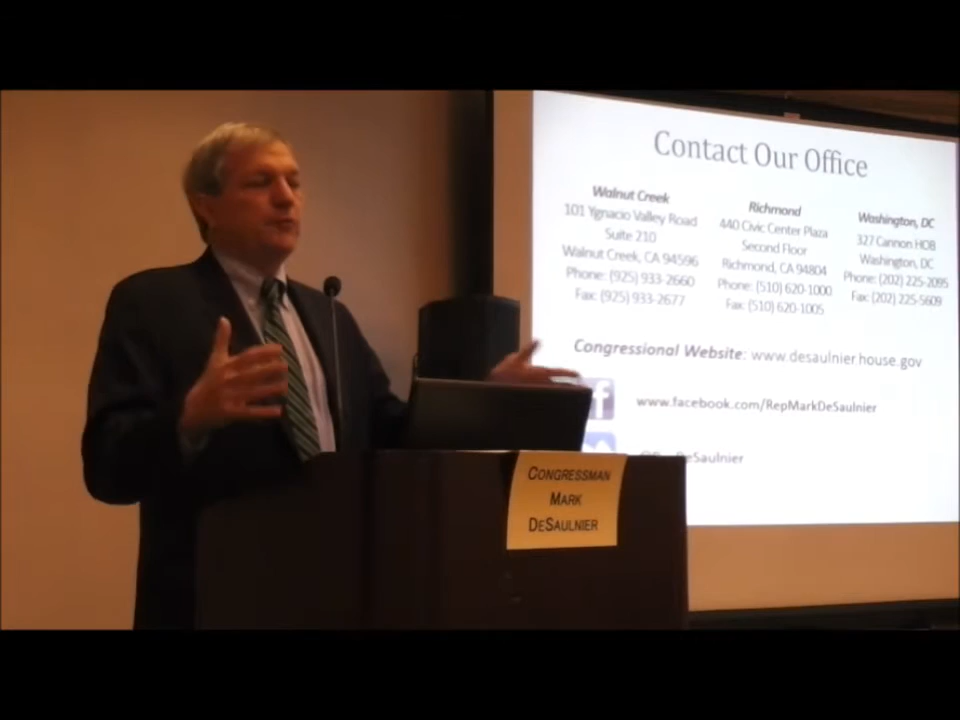 Contact Our Office
Walnut Creek
101 Ygnacio Valley Road
Suite 210
Walnut Creek, CA 94596
Phone: (925) 933-2660
Fax: (925) 933-2677
Richmond
440 Civic Center Plaza
Second Floor
Richmond, CA 94804
Phone: (510) 620-1000
Fax: (510) 620-1005
Washington, DC
327 Cannon HOB
Washington, DC
Phone: (202) 225-2095
Fax: (202) 225-5609
Congressional Website: www.desaulnier.house.gov
f
www.facebook.com/RepMarkDeSaulnier
DeSaulnier
CONGRESSMAN
MARK
DESAULNIER